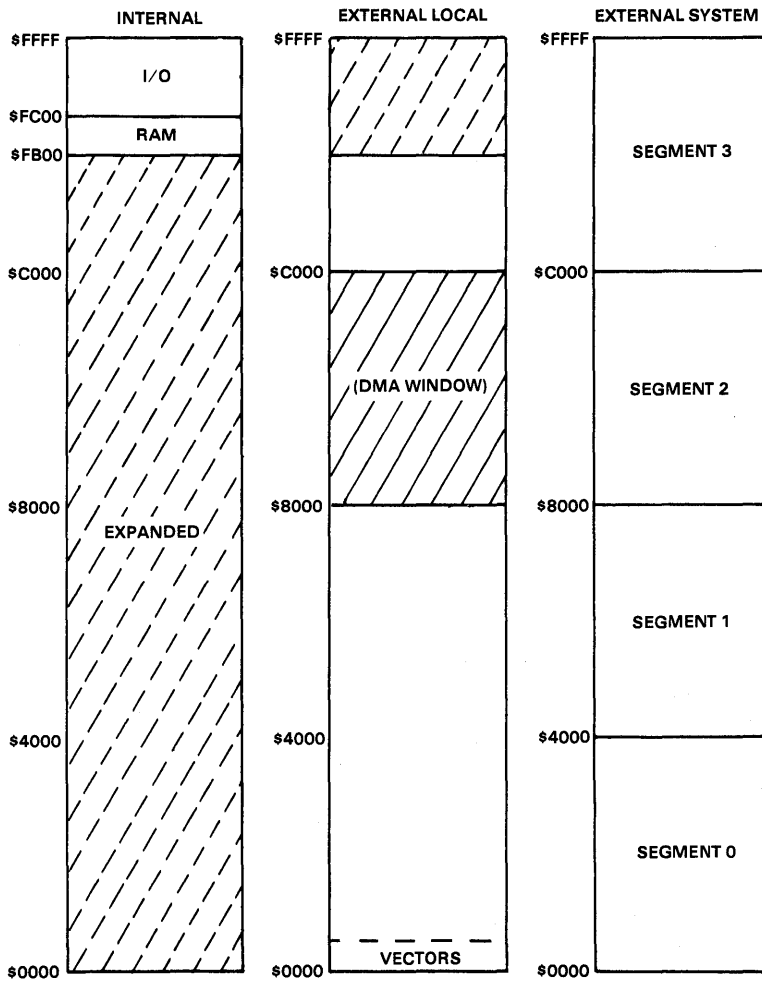 INTERNAL
$FFFF
I/O
$FC00
RAM
$FB00
$C000
$8000
EXPANDED
$4000
$0000
EXTERNAL LOCAL
$FFFF
$C000
(DMA WINDOW)
$8000
$4000
VECTORS
$0000
EXTERNAL SYSTEM
$FFFF
SEGMENT 3
$C000
SEGMENT 2
$8000
SEGMENT 1
$4000
SEGMENT 0
$0000